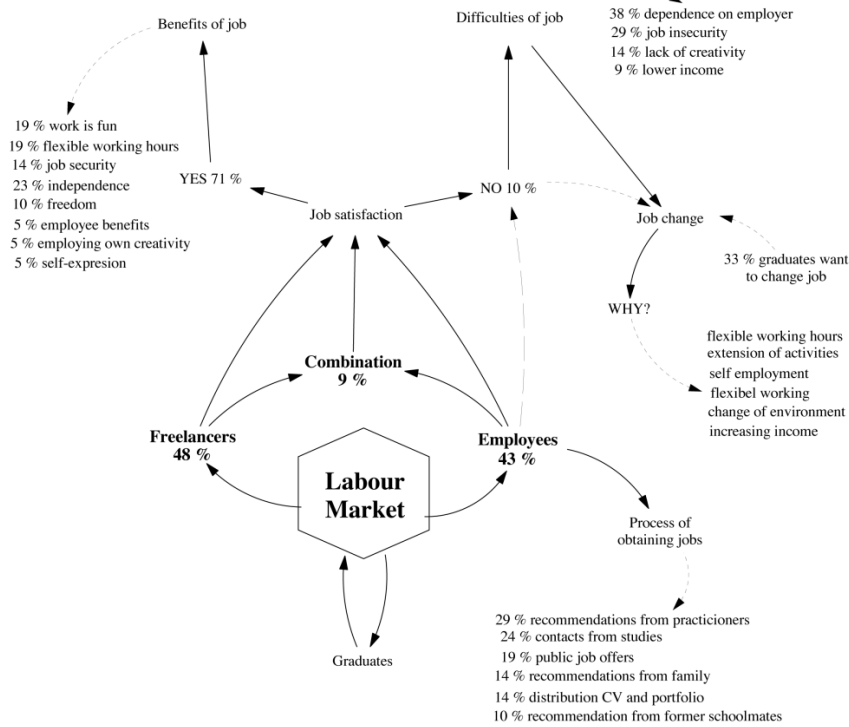 Benefits of job
Difficulties of job
38 % dependence on employer
29 % job insecurity
14 % lack of creativity
9 % lower income
19 % work is fun
19 % flexible working hours
14 % job security
23 % independence
10 % freedom
5 % employee benefits
5 % employing own creativity
5 % self-expresion
YES 71 %
NO 10 %
Job satisfaction
Job change
33 % graduates want
to change job
WHY?
flexible working hours
extension of activities
self employment
flexibel working
change of environment
increasing income
Combination
9 %
Freelancers
48 %
Employees
43 %
Labour
Market
Process of
obtaining jobs
Graduates
29 % recommendations from practicioners
24 % contacts from studies
19 % public job offers
14 % recommendations from family
14 % distribution CV and portfolio
10 % recommendation from former schoolmates